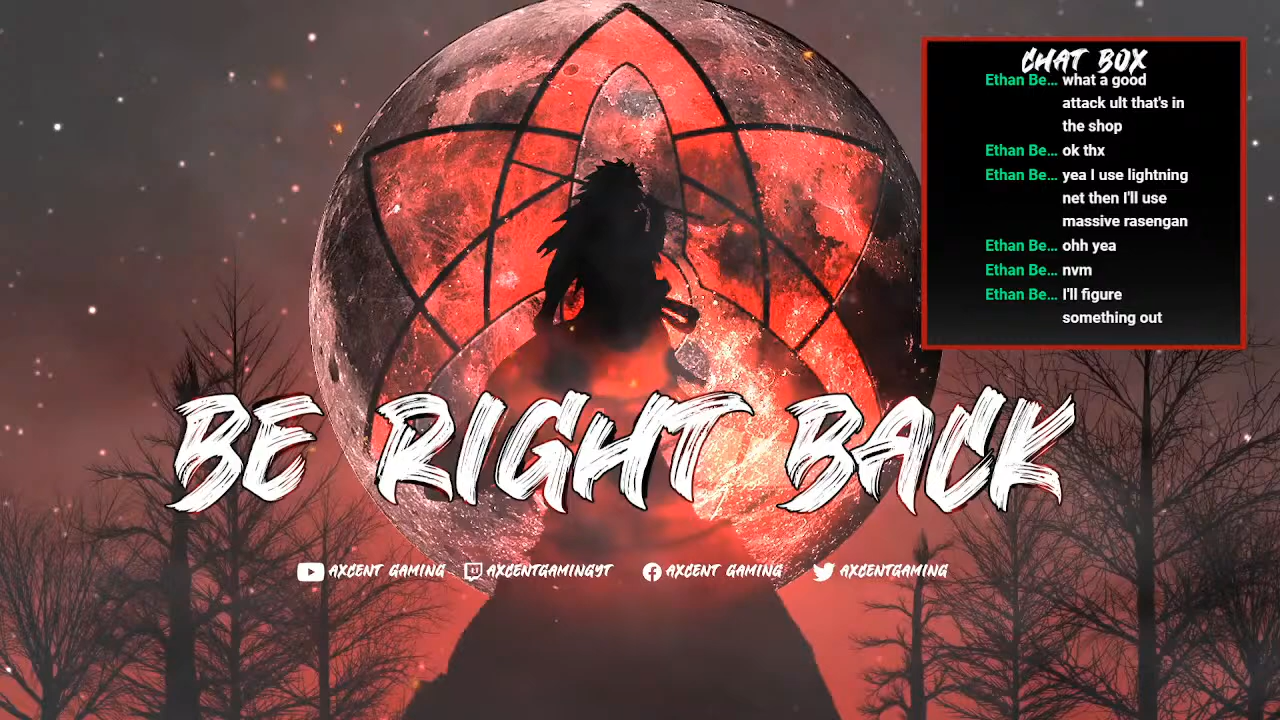 CHAT BOX
Ethan Be... what a good
attack ult that's in
the shop
Ethan Be... ok thx
Ethan Be... yea I use lightning
net then I'll use
massive rasengan
Ethan Be... ohh yea
Ethan Be... nvm
Ethan Be... I'll figure
something out
BE RIGHT BACK
AXCENT GAMING AXCENTGAMINGYT AXCENT GAMING AXCENTGAMING